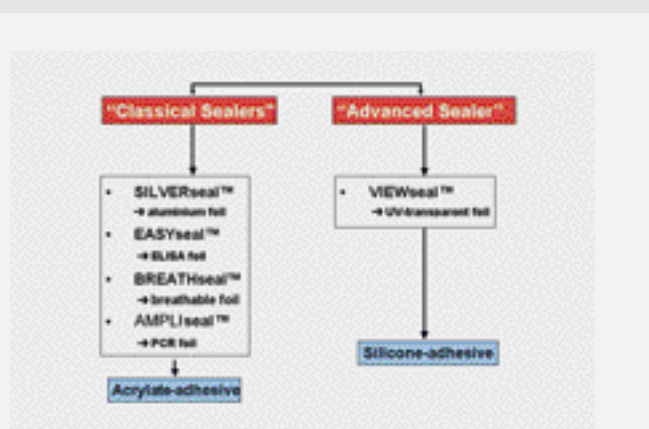 "Classical Sealers"
"Advanced Sealer"
• SILVERseal™
➔ aluminium foil
• EASYseal™
➔ ELISA foil
• BREATHseal™
➔ breathable foil
• AMPLIseal™
➔ PCR foil
Acrylate-adhesive
• VIEWseal™
➔ UV-transparent foil
Silicone-adhesive